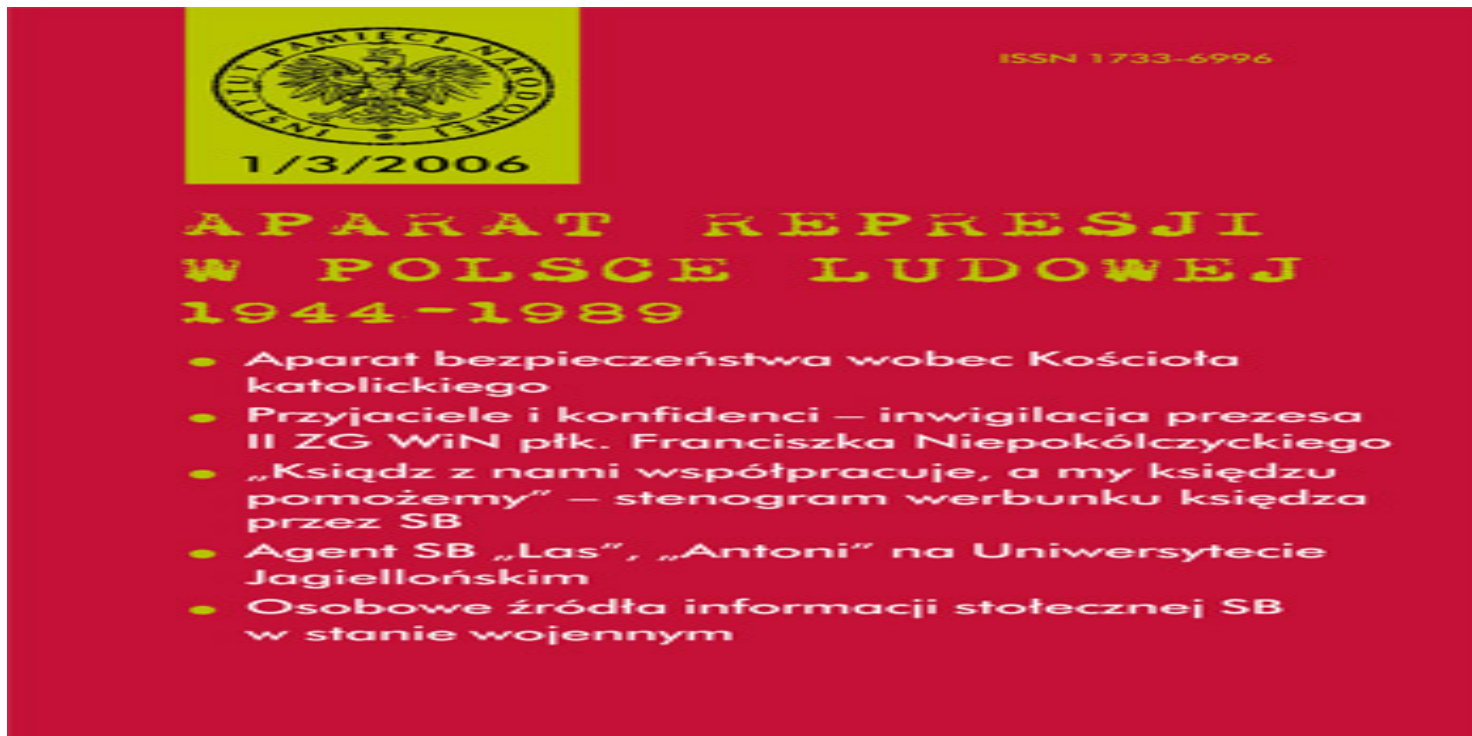 INSTYTUT PAMIĘCI NARODOWEJ
ISSN 1733-6996
1/3/2006
APARAT REPRESJI
W POLSCE LUDOWEJ
1944-1989
• Aparat bezpieczeństwa wobec Kościoła
katolickiego
• Przyjaciele i konfidenci – inwigilacja prezesa
II ZG WiN płk. Franciszka Niepokólczyckiego
• „Ksiądz z nami współpracuje, a my księdzu
pomożemy” – stenogram werbunku księdza
przez SB
• Agent SB „Las”, „Antoni” na Uniwersytecie
Jagiellońskim
• Osobowe źródła informacji stołecznej SB
w stanie wojennym